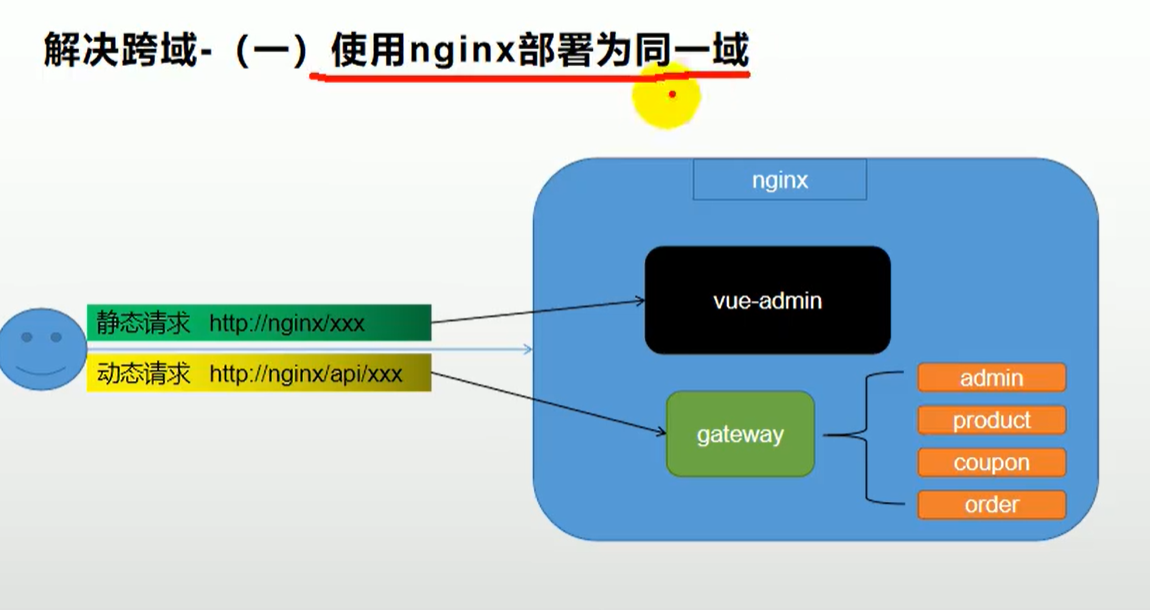 解决跨域-（一）使用nginx部署为同一域
nginx
vue-admin
静态请求 http://nginx/xxx
动态请求 http://nginx/api/xxx
gateway
admin
product
coupon
order